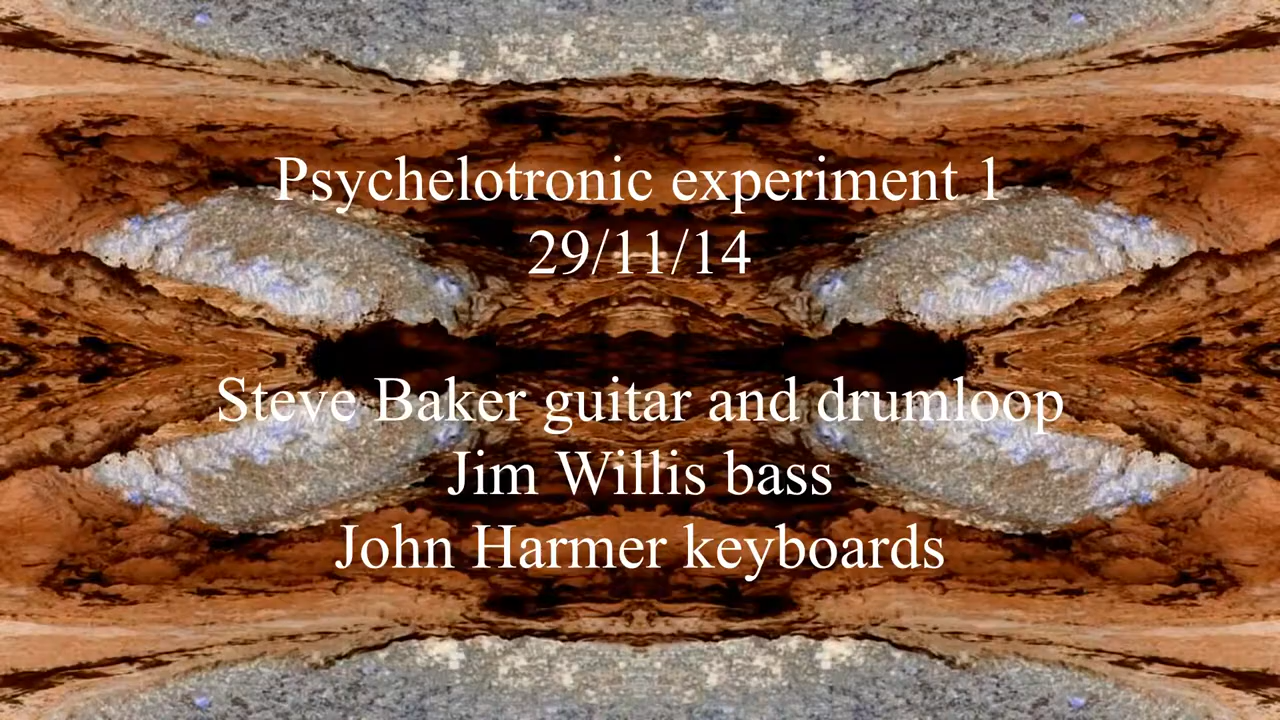 Psychelotronic experiment 1
29/11/14
Steve Baker guitar and drumloop
Jim Willis bass
John Harmer keyboards